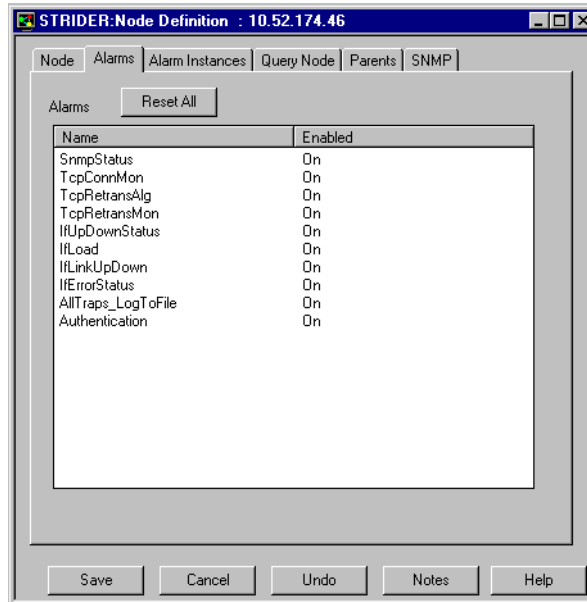 STRIDER:Node Definition : 10.52.174.46
Node Alarms Alarm Instances Query Node Parents SNMP
Alarms Reset All
Name Enabled
SnmpStatus On
TcpConnMon On
TcpRetransAlg On
TcpRetransMon On
IfUpDownStatus On
IfLoad On
IfLinkUpDown On
IfErrorStatus On
AllTraps_LogToFile On
Authentication On
Save Cancel Undo Notes Help